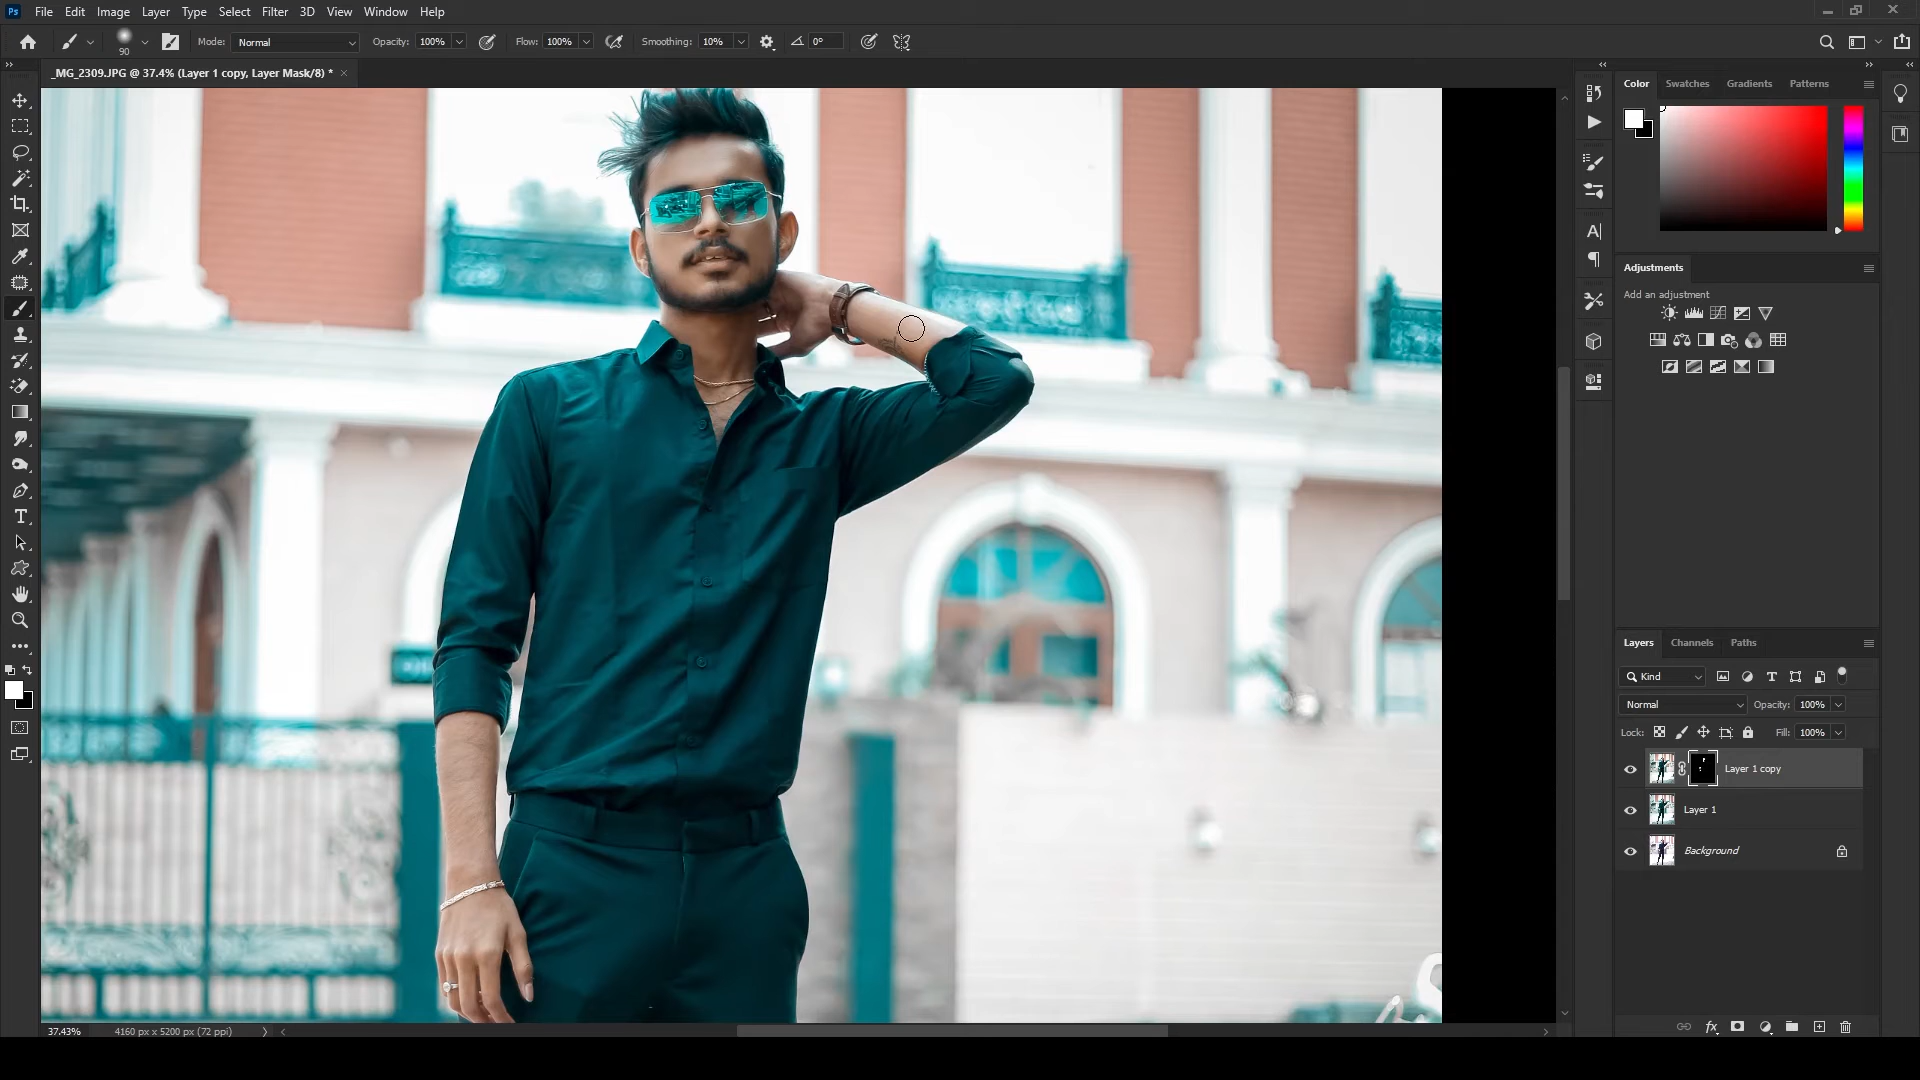 Ps File Edit Image Layer Type Select Filter 3D View Window Help
90 Mode: Normal Opacity: 100% Flow: 100% Smoothing: 10% 0°
_MG_2309.JPG @ 37.4% (Layer 1 copy, Layer Mask/8) *
Color Swatches Gradients Patterns
Adjustments
Add an adjustment
Layers Channels Paths
Kind
Normal Opacity: 100%
Lock: Fill: 100%
Layer 1 copy
Layer 1
Background
37.43% 4160 px x 5200 px (72 ppi)